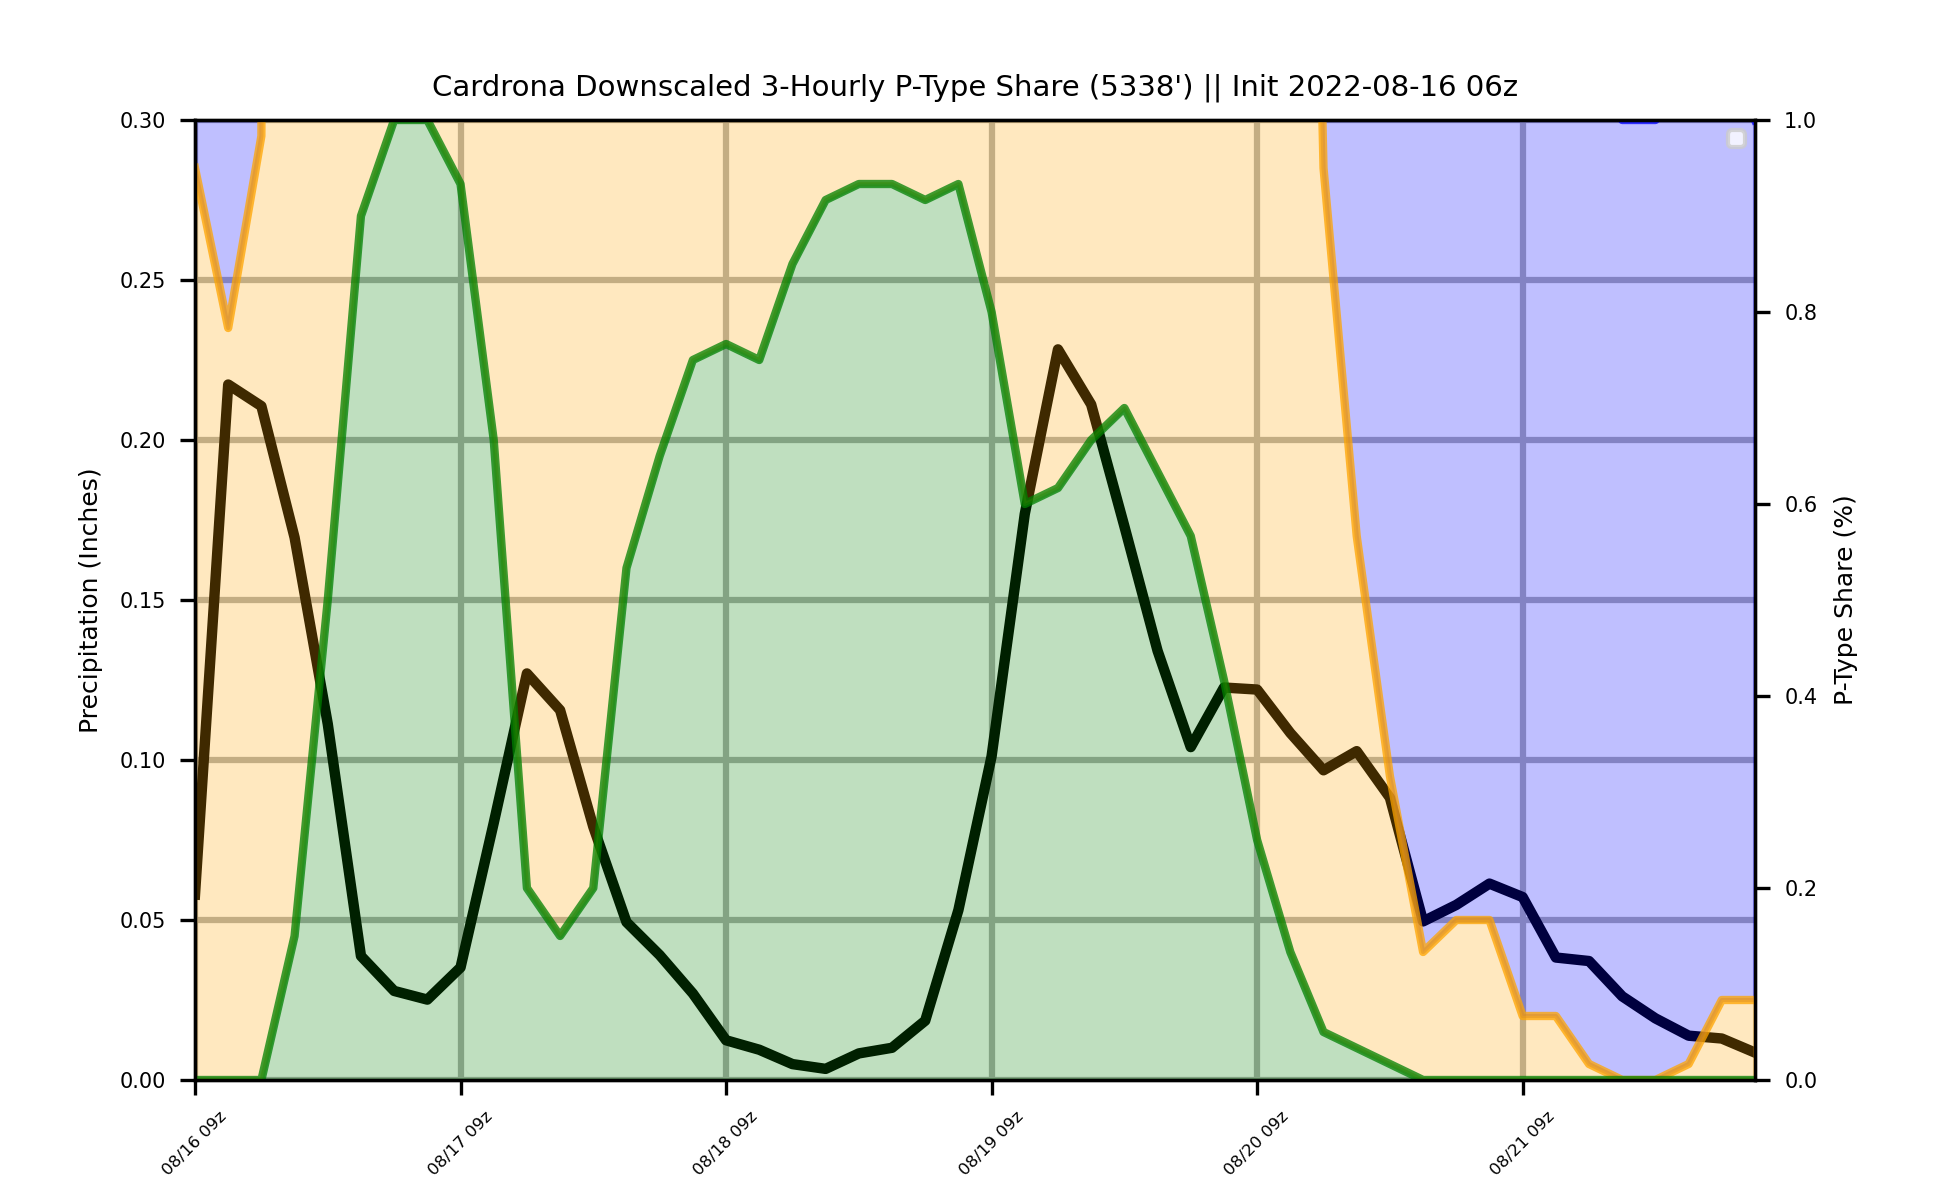 Cardrona Downscaled 3-Hourly P-Type Share (5338') || Init 2022-08-16 06z
0.30
0.25
0.20
0.15
0.10
0.05
0.00
Precipitation (Inches)
1.0
0.8
0.6
0.4
0.2
0.0
P-Type Share (%)
08/16 09z
08/17 09z
08/18 09z
08/19 09z
08/20 09z
08/21 09z